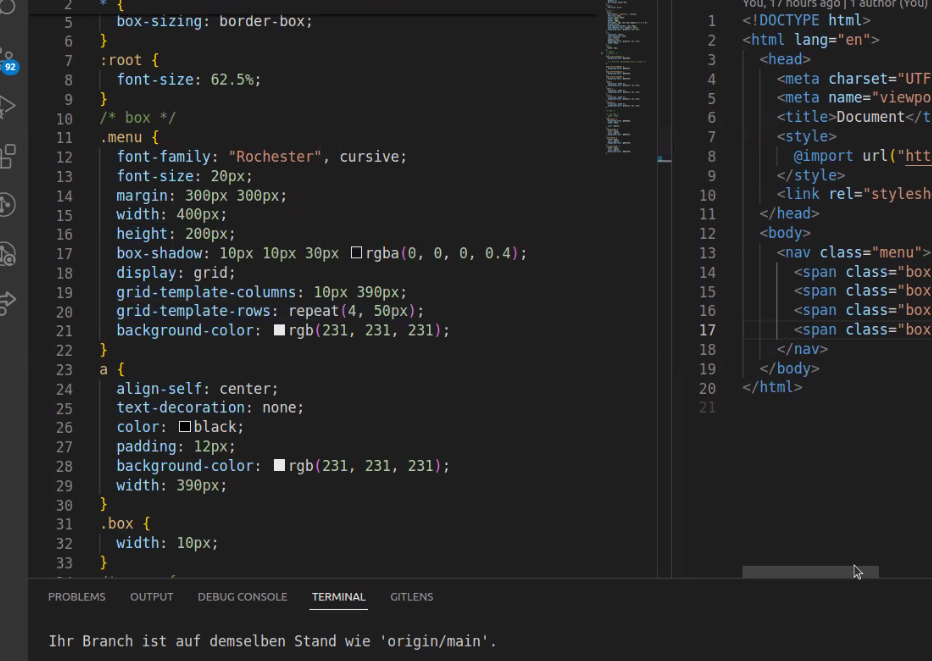 92
2 * {
5 box-sizing: border-box;
6 }
7 :root {
8 font-size: 62.5%;
9 }
10 /* box */
11 .menu {
12 font-family: "Rochester", cursive;
13 font-size: 20px;
14 margin: 300px 300px;
15 width: 400px;
16 height: 200px;
17 box-shadow: 10px 10px 30px rgba(0, 0, 0, 0.4);
18 display: grid;
19 grid-template-columns: 10px 390px;
20 grid-template-rows: repeat(4, 50px);
21 background-color: rgb(231, 231, 231);
22 }
23 a {
24 align-self: center;
25 text-decoration: none;
26 color: black;
27 padding: 12px;
28 background-color: rgb(231, 231, 231);
29 width: 390px;
30 }
31 .box {
32 width: 10px;
33 }
You, 17 hours ago | 1 author (You)
1 <!DOCTYPE html>
2 <html lang="en">
3 <head>
4 <meta charset="UTF
5 <meta name="viewpo
6 <title>Document</t
7 <style>
8 @import url("htt
9 </style>
10 <link rel="stylesh
11 </head>
12 <body>
13 <nav class="menu">
14 <span class="box
15 <span class="box
16 <span class="box
17 <span class="box
18 </nav>
19 </body>
20 </html>
21
PROBLEMS OUTPUT DEBUG CONSOLE TERMINAL GITLENS
Ihr Branch ist auf demselben Stand wie 'origin/main'.